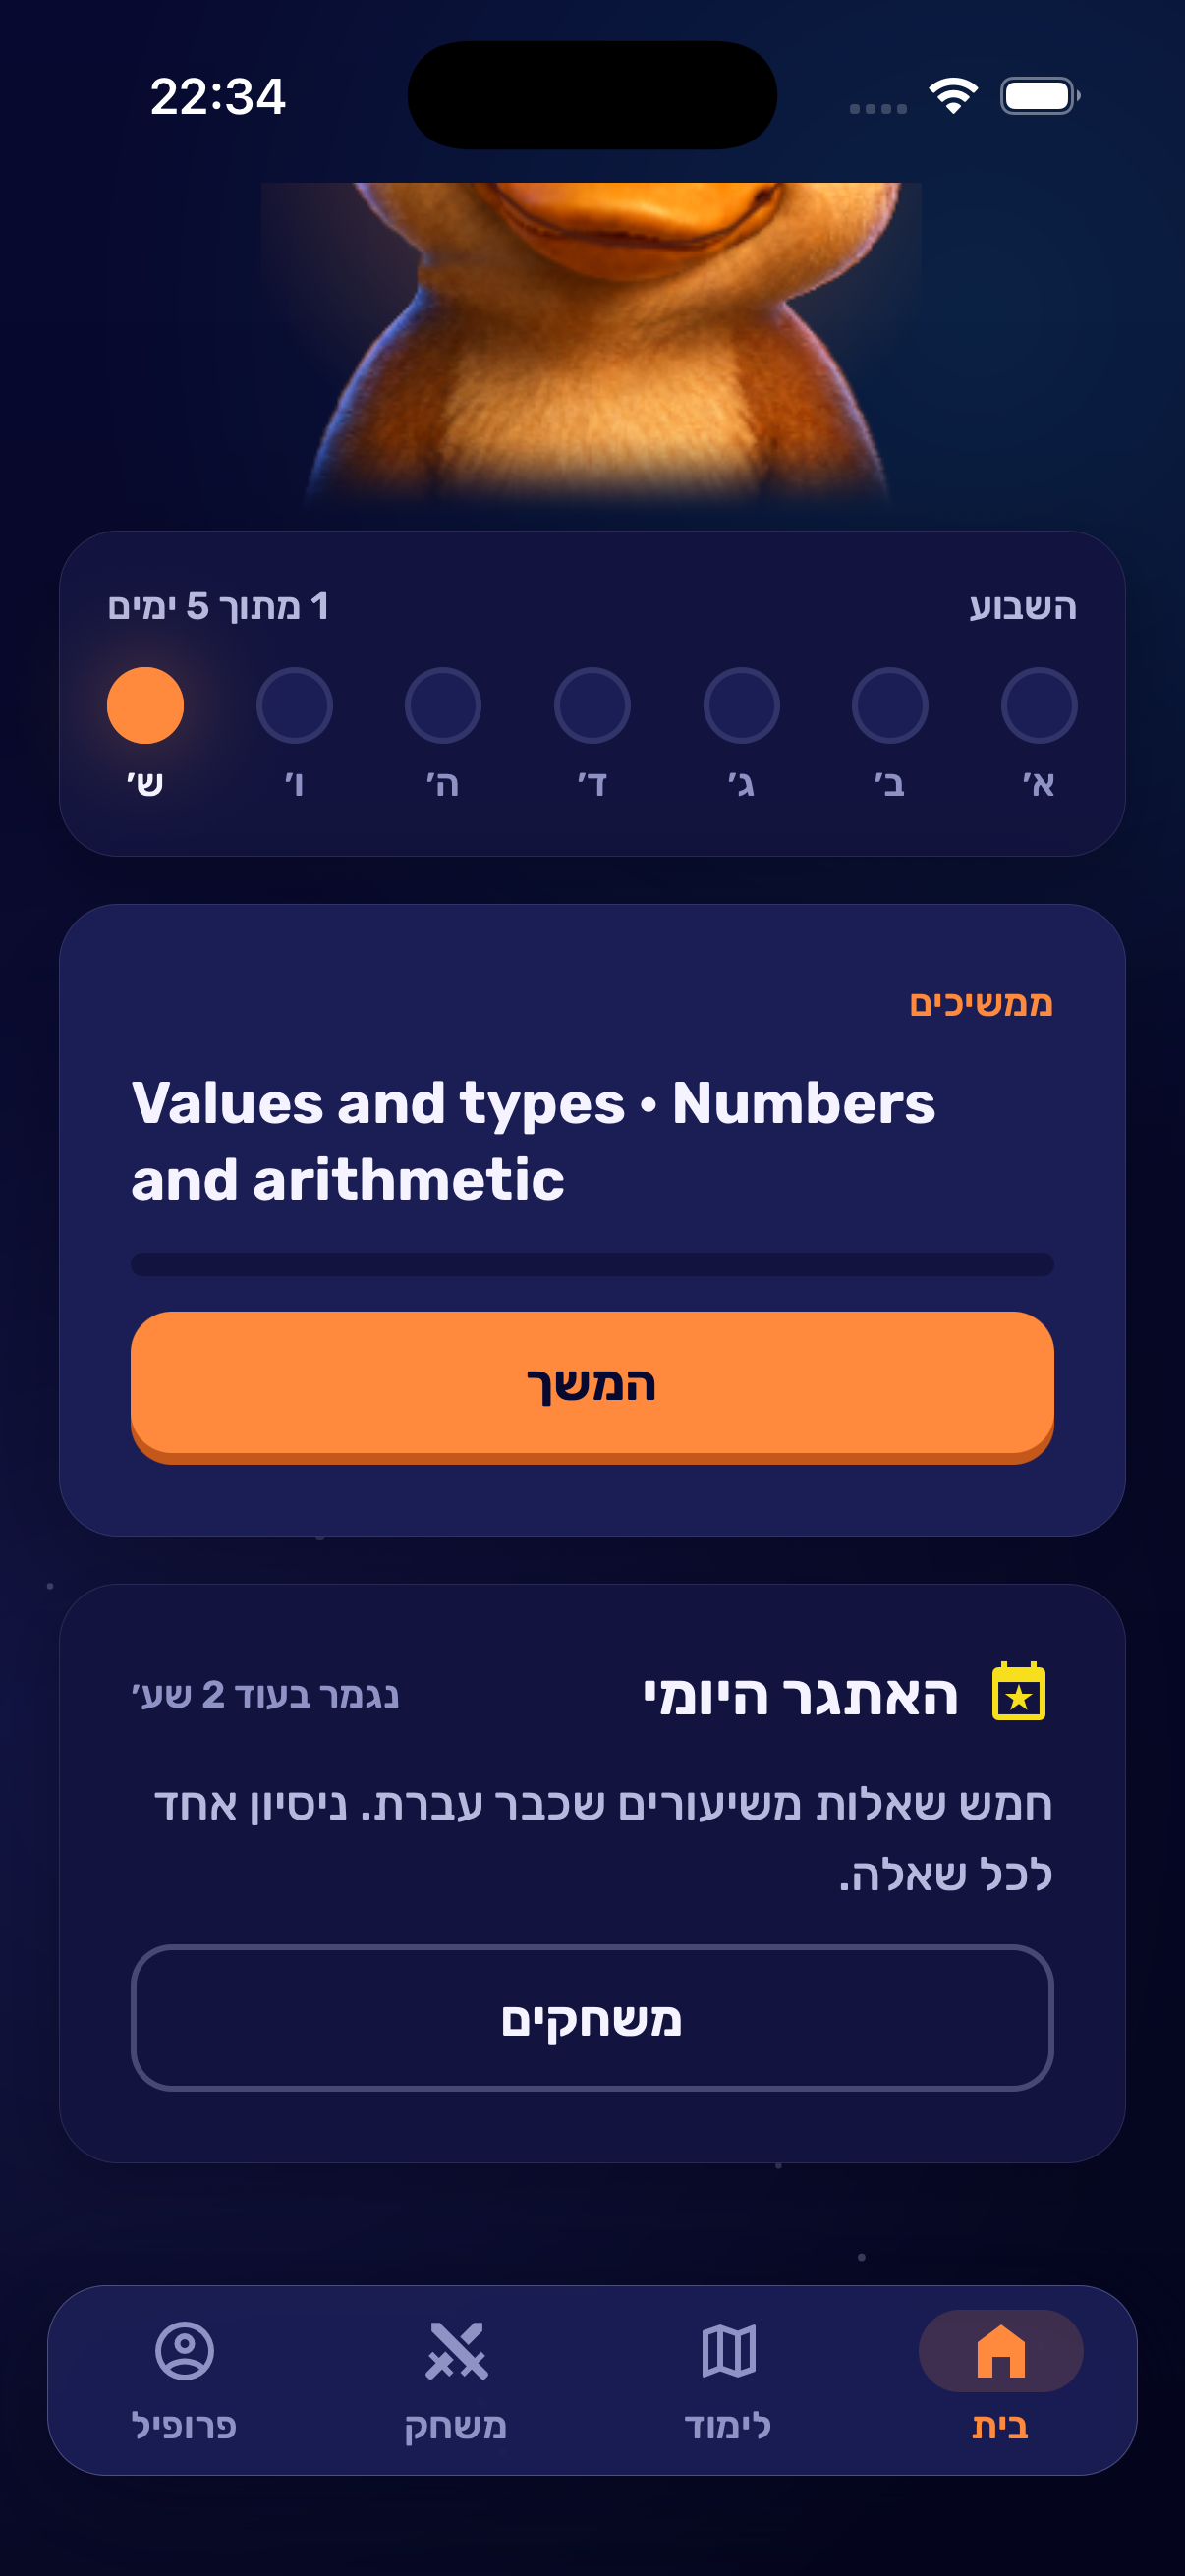 22:34
השבוע
1 מתוך 5 ימים
א׳ ב׳ ג׳ ד׳ ה׳ ו׳ ש׳
ממשיכים
Values and types • Numbers
and arithmetic
המשך
האתגר היומי
נגמר בעוד 2 שע׳
חמש שאלות משיעורים שכבר עברת. ניסיון אחד
לכל שאלה.
משחקים
בית
לימוד
משחק
פרופיל